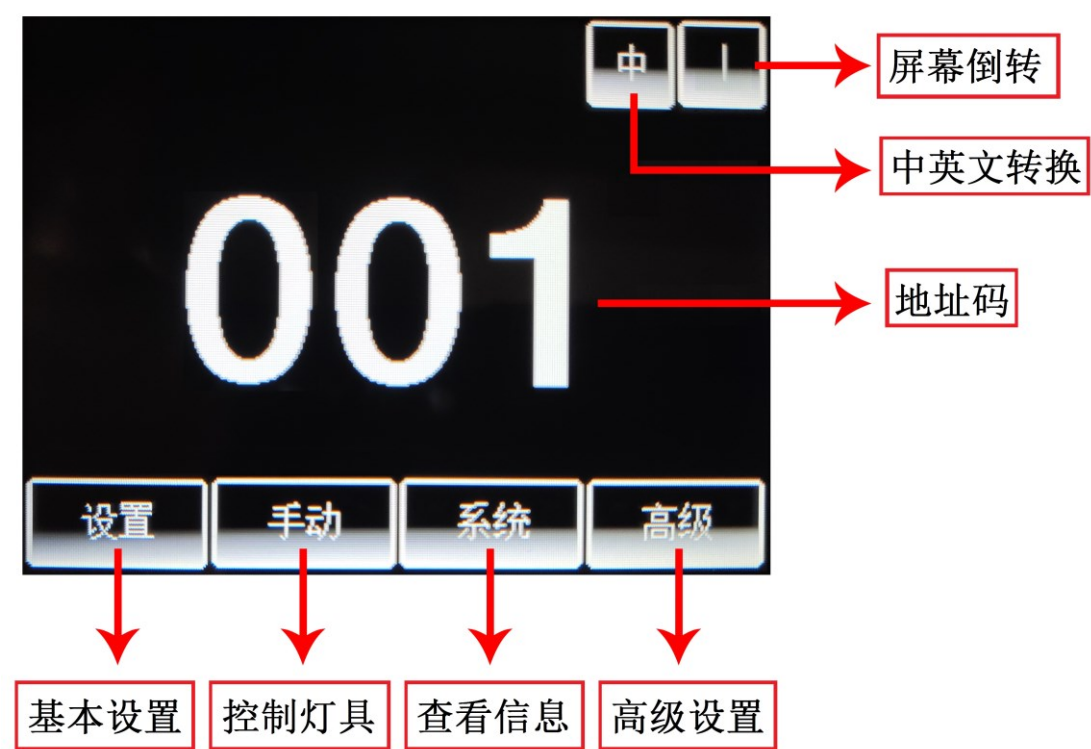 中
|
屏幕倒转
中英文转换
001
地址码
设置
手动
系统
高级
基本设置
控制灯具
查看信息
高级设置